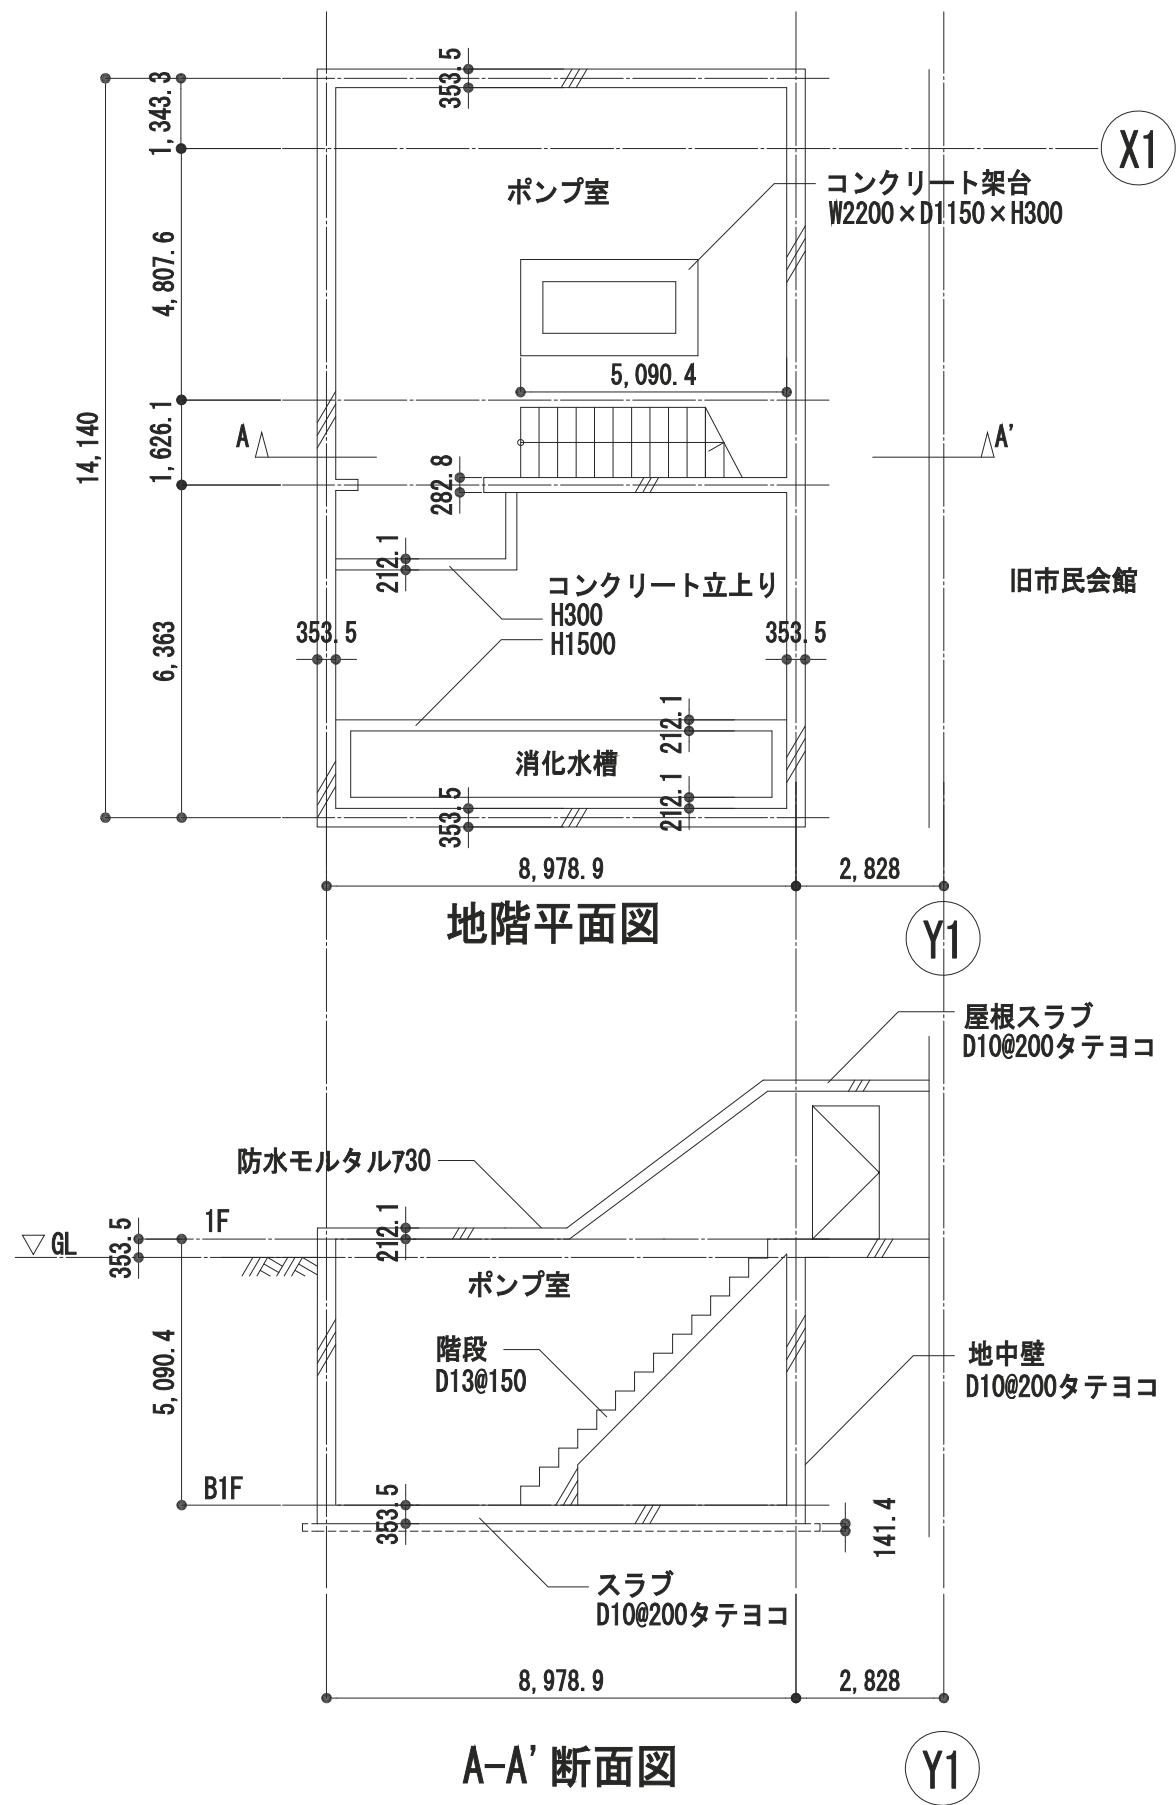 353.5
1,343.3
X1
ポンプ室
コンクリート架台
W2200×D1150×H300
4,807.6
5,090.4
14,140
1,626.1
A
A'
282.8
212.1
コンクリート立上り
H300
H1500
旧市民会館
353.5
353.5
6,363
212.1
消化水槽
212.1
353.5
8,978.9
2,828
地階平面図
Y1
屋根スラブ
D10@200タテヨコ
防水モルタルｱ30
1F
212.1
GL
353.5
ポンプ室
階段
D13@150
5,090.4
地中壁
D10@200タテヨコ
B1F
353.5
141.4
スラブ
D10@200タテヨコ
8,978.9
2,828
A-A'断面図
Y1